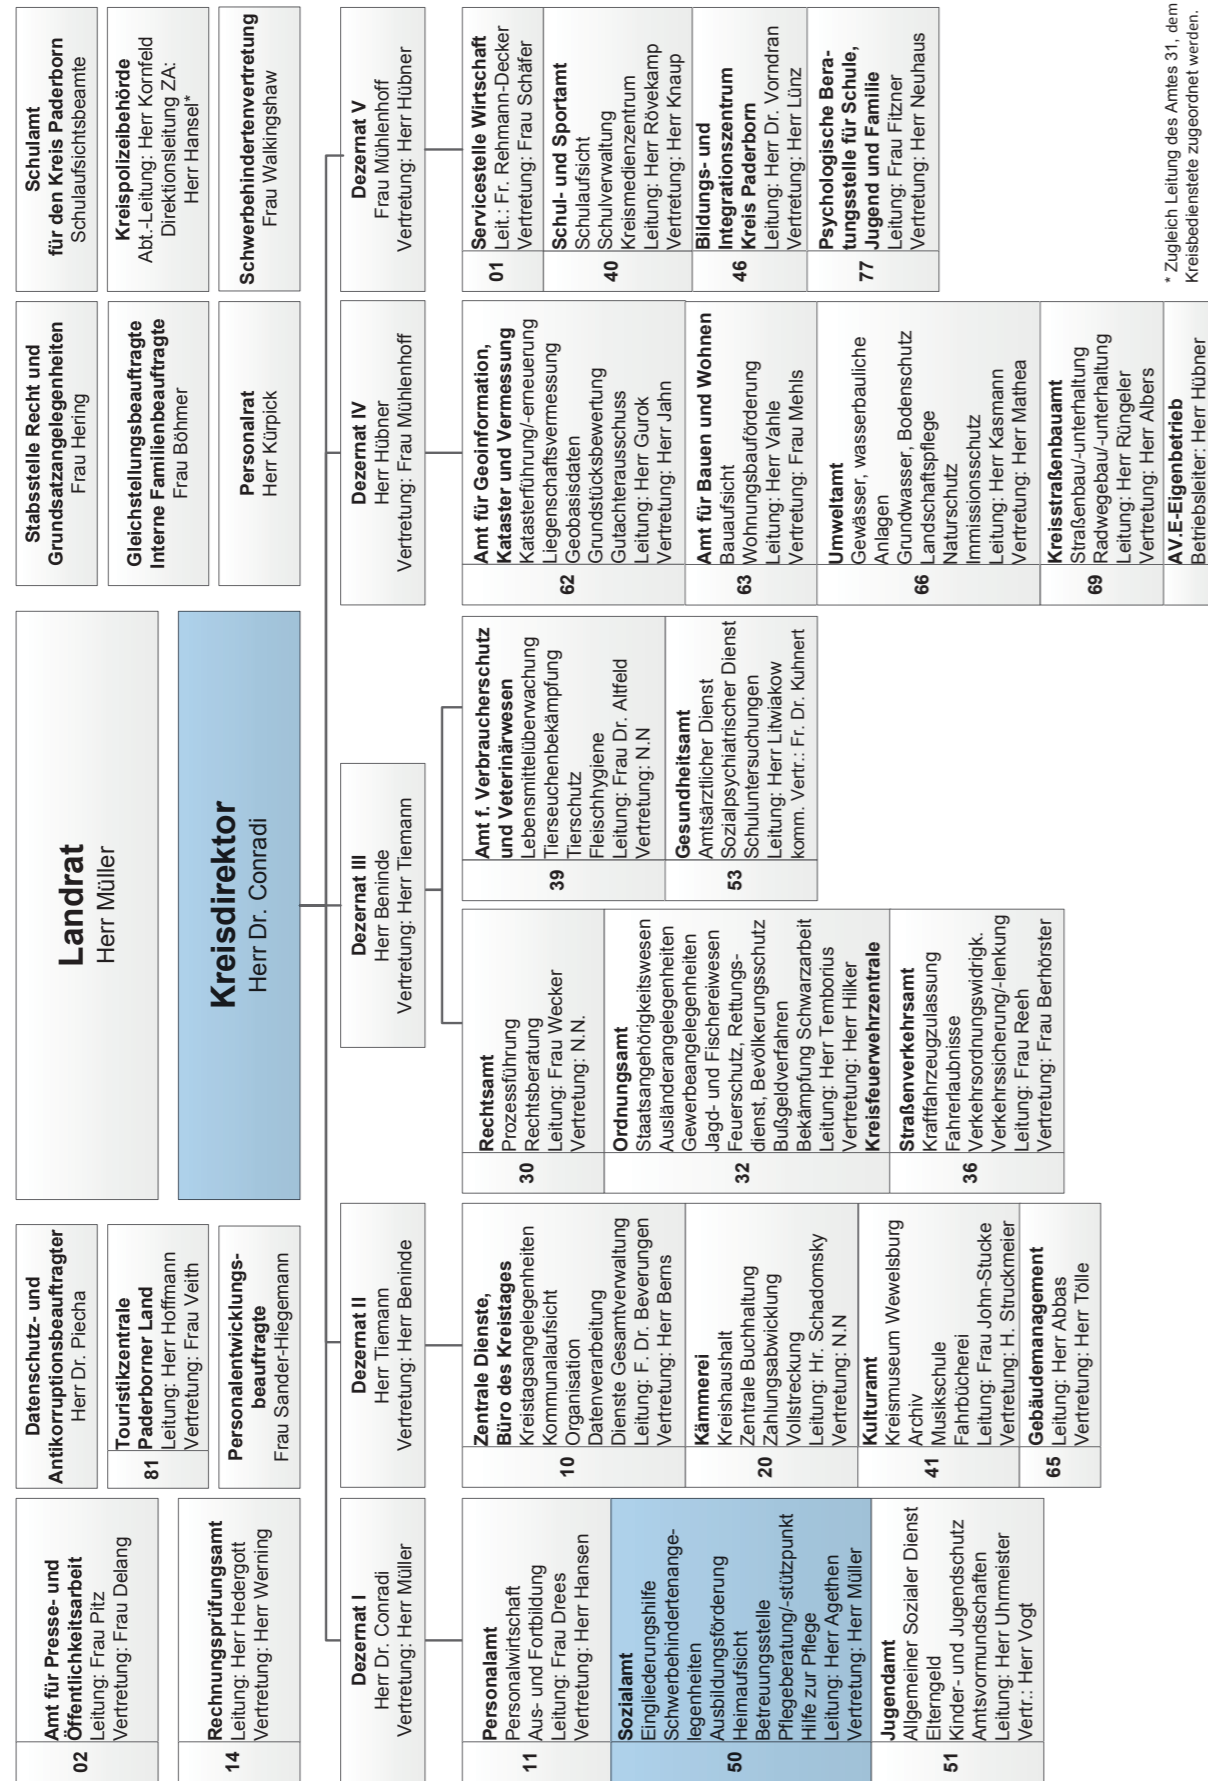 02
Amt für Presse- und
Öffentlichkeitsarbeit
Leitung: Frau Pitz
Vertretung: Frau Delang
14
Rechnungsprüfungsamt
Leitung: Herr Hedergott
Vertretung: Herr Werning
Datenschutz- und
Antikorruptionsbeauftragter
Herr Dr. Piecha
81
Touristikzentrale
Paderborner Land
Leitung: Herr Hoffmann
Vertretung: Frau Veith
Personalentwicklungs-
beauftragte
Frau Sander-Hiegemann
Landrat
Herr Müller
Kreisdirektor
Herr Dr. Conradi
Stabsstelle Recht und
Grundsatzangelegenheiten
Frau Hering
Gleichstellungsbeauftragte
Interne Familienbeauftragte
Frau Böhmer
Personalrat
Herr Kürpick
Schulamt
für den Kreis Paderborn
Schulaufsichtsbeamte
Kreispolizeibehörde
Abt.-Leitung: Herr Kornfeld
Direktionsleitung ZA:
Herr Hansel*
Schwerbehindertenvertretung
Frau Walkingshaw
Dezernat I
Herr Dr. Conradi
Vertretung: Herr Müller
11
Personalamt
Personalwirtschaft
Aus- und Fortbildung
Leitung: Frau Drees
Vertretung: Herr Hansen
50
Sozialamt
Eingliederungshilfe
Schwerbehindertenange-
legenheiten
Ausbildungsförderung
Heimaufsicht
Betreuungsstelle
Pflegeberatung/-stützpunkt
Hilfe zur Pflege
Leitung: Herr Agethen
Vertretung: Herr Müller
51
Jugendamt
Allgemeiner Sozialer Dienst
Elterngeld
Kinder- und Jugendschutz
Amtsvormundschaften
Leitung: Herr Uhrmeister
Vertr.: Herr Vogt
Dezernat II
Herr Tiemann
Vertretung: Herr Beninde
10
Zentrale Dienste,
Büro des Kreistages
Kreistagsangelegenheiten
Kommunalaufsicht
Organisation
Datenverarbeitung
Dienste Gesamtverwaltung
Leitung: F. Dr. Beverungen
Vertretung: Herr Berns
20
Kämmerei
Kreishaushalt
Zentrale Buchhaltung
Zahlungsabwicklung
Vollstreckung
Leitung: Hr. Schadomsky
Vertretung: N.N
41
Kulturamt
Kreismuseum Wewelsburg
Archiv
Musikschule
Fahrbücherei
Leitung: Frau John-Stucke
Vertretung: H. Struckmeier
65
Gebäudemanagement
Leitung: Herr Abbas
Vertretung: Herr Tölle
Dezernat III
Herr Beninde
Vertretung: Herr Tiemann
30
Rechtsamt
Prozessführung
Rechtsberatung
Leitung: Frau Wecker
Vertretung: N.N.
32
Ordnungsamt
Staatsangehörigkeitswesen
Ausländerangelegenheiten
Gewerbeangelegenheiten
Jagd- und Fischereiwesen
Feuerschutz, Rettungs-
dienst, Bevölkerungsschutz
Bußgeldverfahren
Bekämpfung Schwarzarbeit
Leitung: Herr Temborius
Vertretung: Herr Hilker
Kreisfeuerwehrzentrale
36
Straßenverkehrsamt
Kraftfahrzeugzulassung
Fahrerlaubnisse
Verkehrsordnungswidrigk.
Verkehrssicherung/-lenkung
Leitung: Frau Reeh
Vertretung: Frau Berhörster
39
Amt f. Verbraucherschutz
und Veterinärwesen
Lebensmittelüberwachung
Tierseuchenbekämpfung
Tierschutz
Fleischhygiene
Leitung: Frau Dr. Altfeld
Vertretung: N.N
53
Gesundheitsamt
Amtsärztlicher Dienst
Sozialpsychiatrischer Dienst
Schuluntersuchungen
Leitung: Herr Litwiakow
komm. Vertr.: Fr. Dr. Kuhnert
Dezernat IV
Herr Hübner
Vertretung: Frau Mühlenhoff
62
Amt für Geoinformation,
Kataster und Vermessung
Katasterführung/-erneuerung
Liegenschaftsvermessung
Geobasisdaten
Grundstücksbewertung
Gutachterausschuss
Leitung: Herr Gurok
Vertretung: Herr Jahn
63
Amt für Bauen und Wohnen
Bauaufsicht
Wohnungsbauförderung
Leitung: Herr Vahle
Vertretung: Frau Mehls
66
Umweltamt
Gewässer, wasserbauliche
Anlagen
Grundwasser, Bodenschutz
Landschaftspflege
Naturschutz
Immissionsschutz
Leitung: Herr Kasmann
Vertretung: Herr Mathea
69
Kreisstraßenbauamt
Straßenbau/-unterhaltung
Radwegebau/-unterhaltung
Leitung: Herr Rüngeler
Vertretung: Herr Albers
AV.E-Eigenbetrieb
Betriebsleiter: Herr Hübner
Dezernat V
Frau Mühlenhoff
Vertretung: Herr Hübner
01
Servicestelle Wirtschaft
Leit.: Fr. Rehmann-Decker
Vertretung: Frau Schäfer
40
Schul- und Sportamt
Schulaufsicht
Schulverwaltung
Kreismedienzentrum
Leitung: Herr Rövekamp
Vertretung: Herr Knaup
46
Bildungs- und
Integrationszentrum
Kreis Paderborn
Leitung: Herr Dr. Vorndran
Vertretung: Herr Lünz
77
Psychologische Bera-
tungsstelle für Schule,
Jugend und Familie
Leitung: Frau Fitzner
Vertretung: Herr Neuhaus
* Zugleich Leitung des Amtes 31, dem
Kreisbedienstete zugeordnet werden.